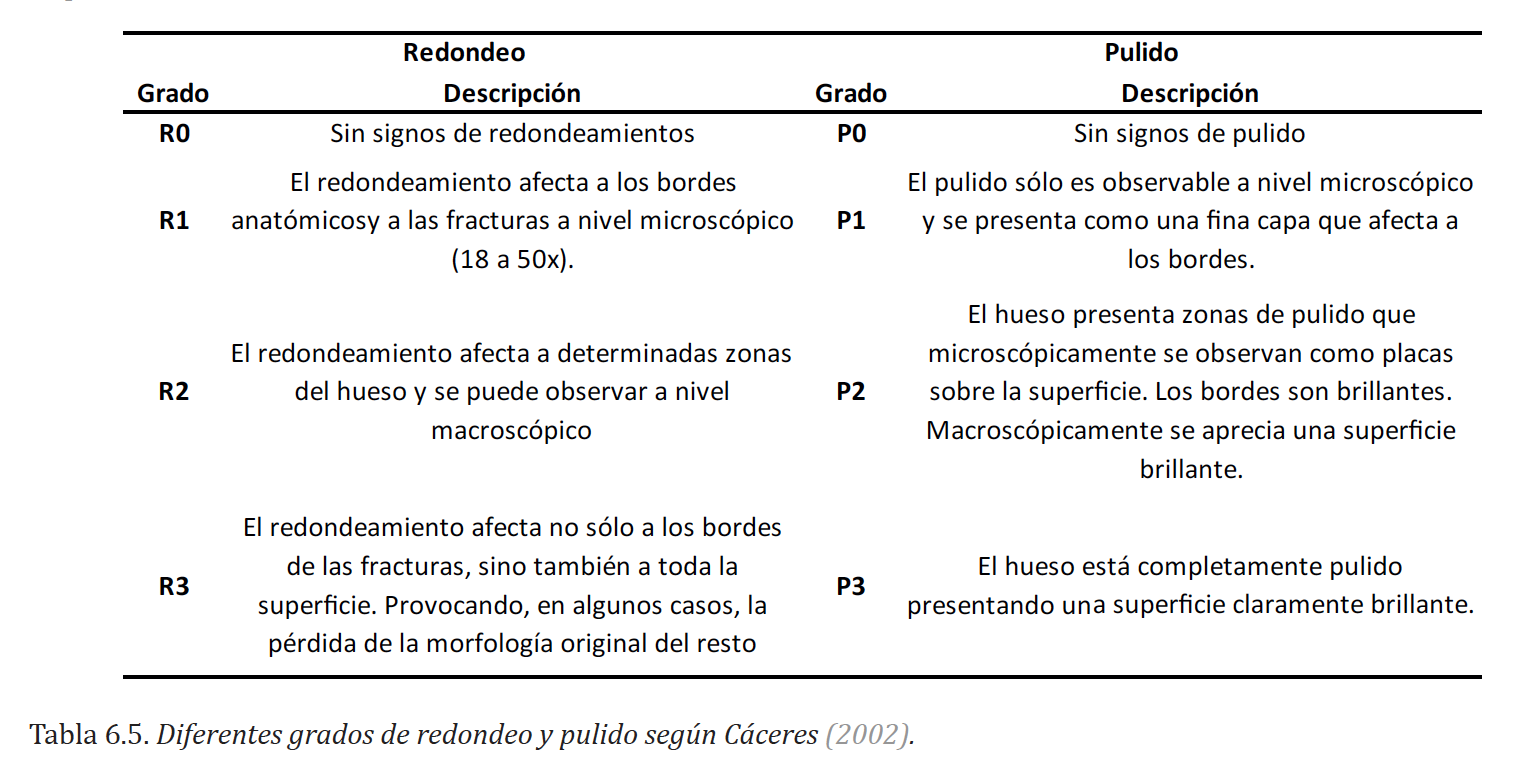 Redondeo Pulido
Grado Descripción Grado Descripción
R0 Sin signos de redondeamientos P0 Sin signos de pulido
El redondeamiento afecta a los bordes
R1 anatómicosy a las fracturas a nivel microscópico
(18 a 50x).
El pulido sólo es observable a nivel microscópico
P1 y se presenta como una fina capa que afecta a
los bordes.
El redondeamiento afecta a determinadas zonas
R2 del hueso y se puede observar a nivel
macroscópico
El hueso presenta zonas de pulido que
microscópicamente se observan como placas
P2 sobre la superficie. Los bordes son brillantes.
Macroscópicamente se aprecia una superficie
brillante.
El redondeamiento afecta no sólo a los bordes
de las fracturas, sino también a toda la
R3 superficie. Provocando, en algunos casos, la
pérdida de la morfología original del resto
P3 El hueso está completamente pulido
presentando una superficie claramente brillante.
Tabla 6.5. Diferentes grados de redondeo y pulido según Cáceres (2002).